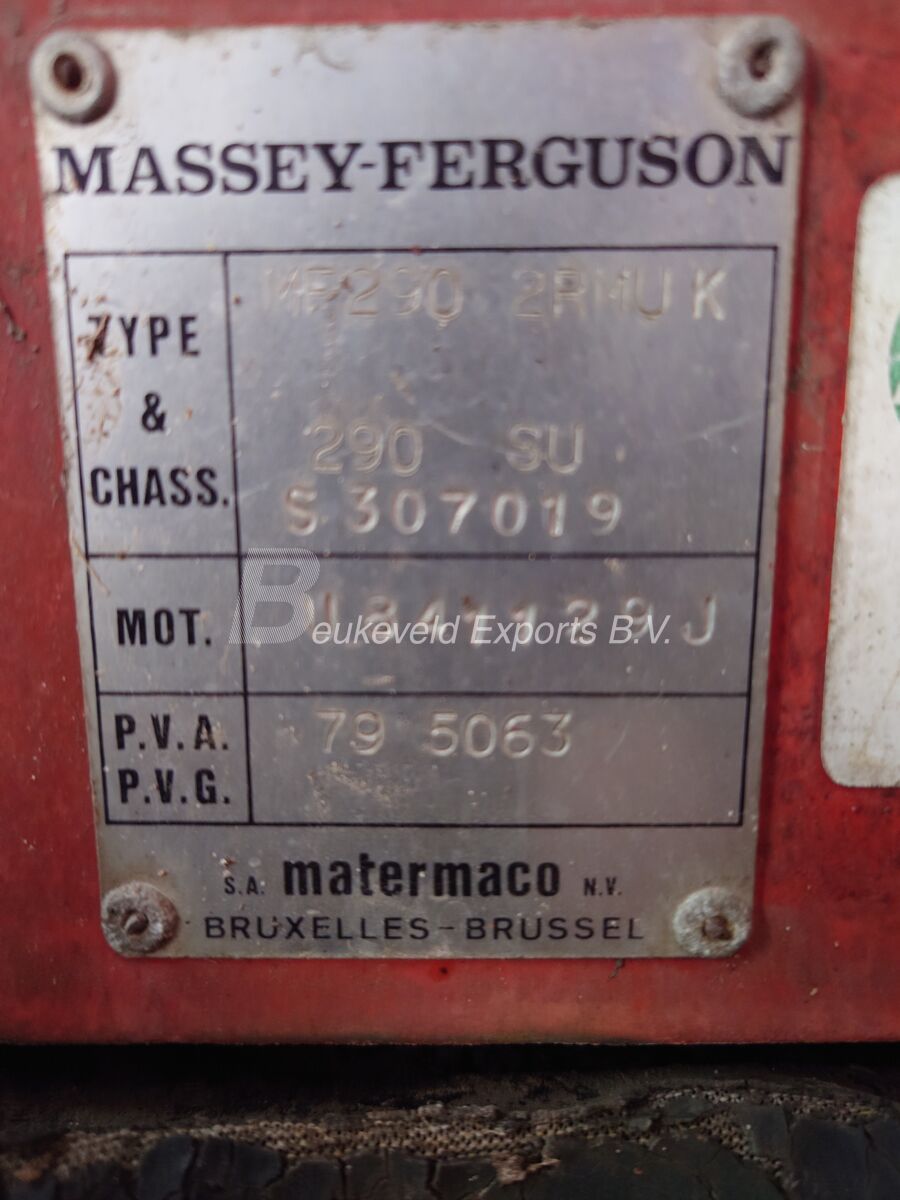 MASSEY-FERGUSON
TYPE
&
CHASS.
MF290 2RMU K
290 SU
S.307019
MOT.
P.V.A.
P.V.G.
79 5063
S.A. matermaco N.V.
BRUXELLES-BRUSSEL
Beukeveld Exports B.V.